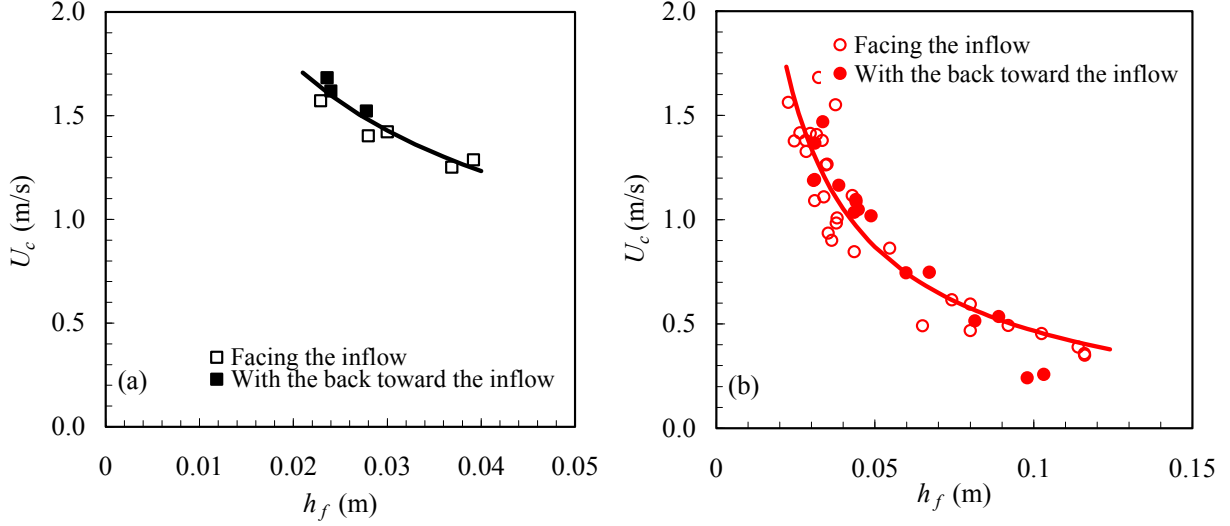 2.0
1.5
1.0
0.5
0.0
U_c (m/s)
Facing the inflow
With the back toward the inflow
(a)
0
0.01
0.02
0.03
0.04
0.05
h_f (m)
2.0
1.5
1.0
0.5
0.0
U_c (m/s)
Facing the inflow
With the back toward the inflow
(b)
0
0.05
0.1
0.15
h_f (m)